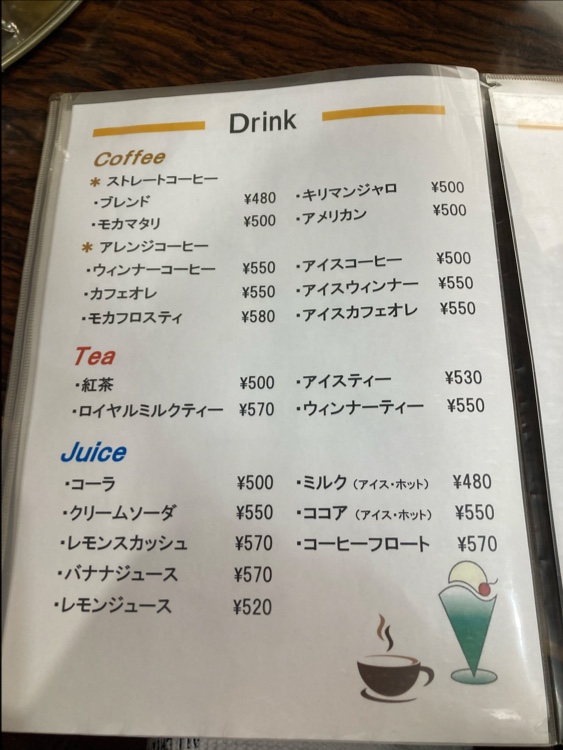 Drink
Coffee
＊ ストレートコーヒー
・ブレンド ¥480 ・キリマンジャロ ¥500
・モカマタリ ¥500 ・アメリカン ¥500
＊ アレンジコーヒー
・ウィンナーコーヒー ¥550 ・アイスコーヒー ¥500
・カフェオレ ¥550 ・アイスウィンナー ¥550
・モカフロスティ ¥580 ・アイスカフェオレ ¥550
Tea
・紅茶 ¥500 ・アイスティー ¥530
・ロイヤルミルクティー ¥570 ・ウィンナーティー ¥550
Juice
・コーラ ¥500 ・ミルク（アイス・ホット） ¥480
・クリームソーダ ¥550 ・ココア（アイス・ホット） ¥550
・レモンスカッシュ ¥570 ・コーヒーフロート ¥570
・バナナジュース ¥570
・レモンジュース ¥520